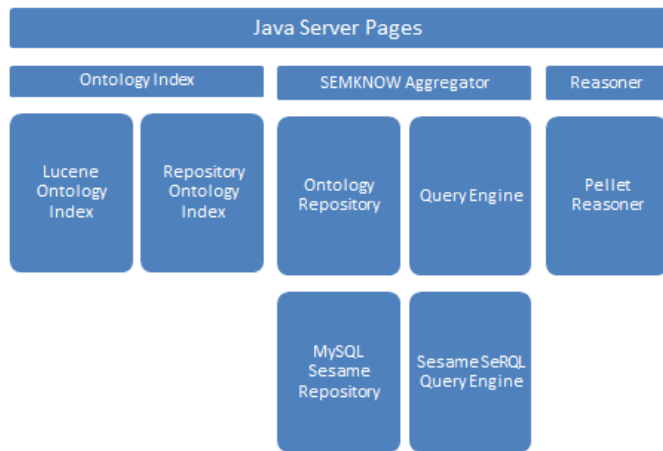 Java Server Pages
Ontology Index
SEMKNOW Aggregator
Reasoner
Lucene
Ontology
Index
Repository
Ontology
Index
Ontology
Repository
Query Engine
Pellet
Reasoner
MySQL
Sesame
Repository
Sesame SeRQL
Query Engine